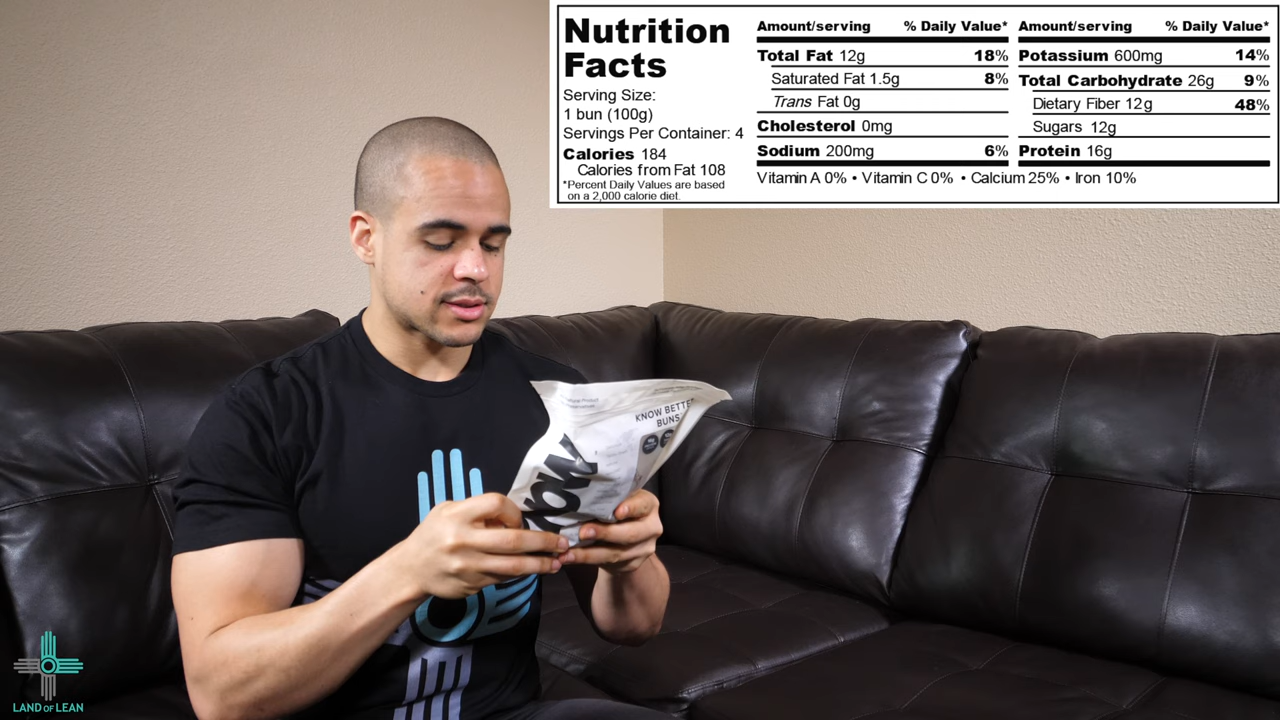 Nutrition
Facts
Serving Size:
1 bun (100g)
Servings Per Container: 4
Calories 184
Calories from Fat 108
*Percent Daily Values are based
on a 2,000 calorie diet.
Amount/serving % Daily Value*
Total Fat 12g 18%
Saturated Fat 1.5g 8%
Trans Fat 0g
Cholesterol 0mg
Sodium 200mg 6%
Amount/serving % Daily Value*
Potassium 600mg 14%
Total Carbohydrate 26g 9%
Dietary Fiber 12g 48%
Sugars 12g
Protein 16g
Vitamin A 0% • Vitamin C 0% • Calcium 25% • Iron 10%
KNOW BETTER
BUNS
LAND OF LEAN